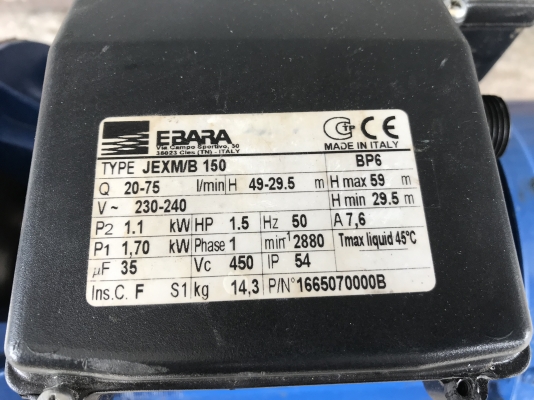 EBARA
Via Campo Sportivo, 30
38023 Cles (TN) - ITALY
CE
MADE IN ITALY
TYPE JEXM/B 150 BP6
Q 20-75 l/min H 49-29.5 m H max 59 m
V~ 230-240 H min 29.5 m
P2 1.1 kW HP 1.5 Hz 50 A 7,6
P1 1,70 kW Phase 1 min-1 2880 Tmax liquid 45°C
µF 35 Vc 450 IP 54
Ins.C. F S1 kg 14,3 P/N°1665070000B